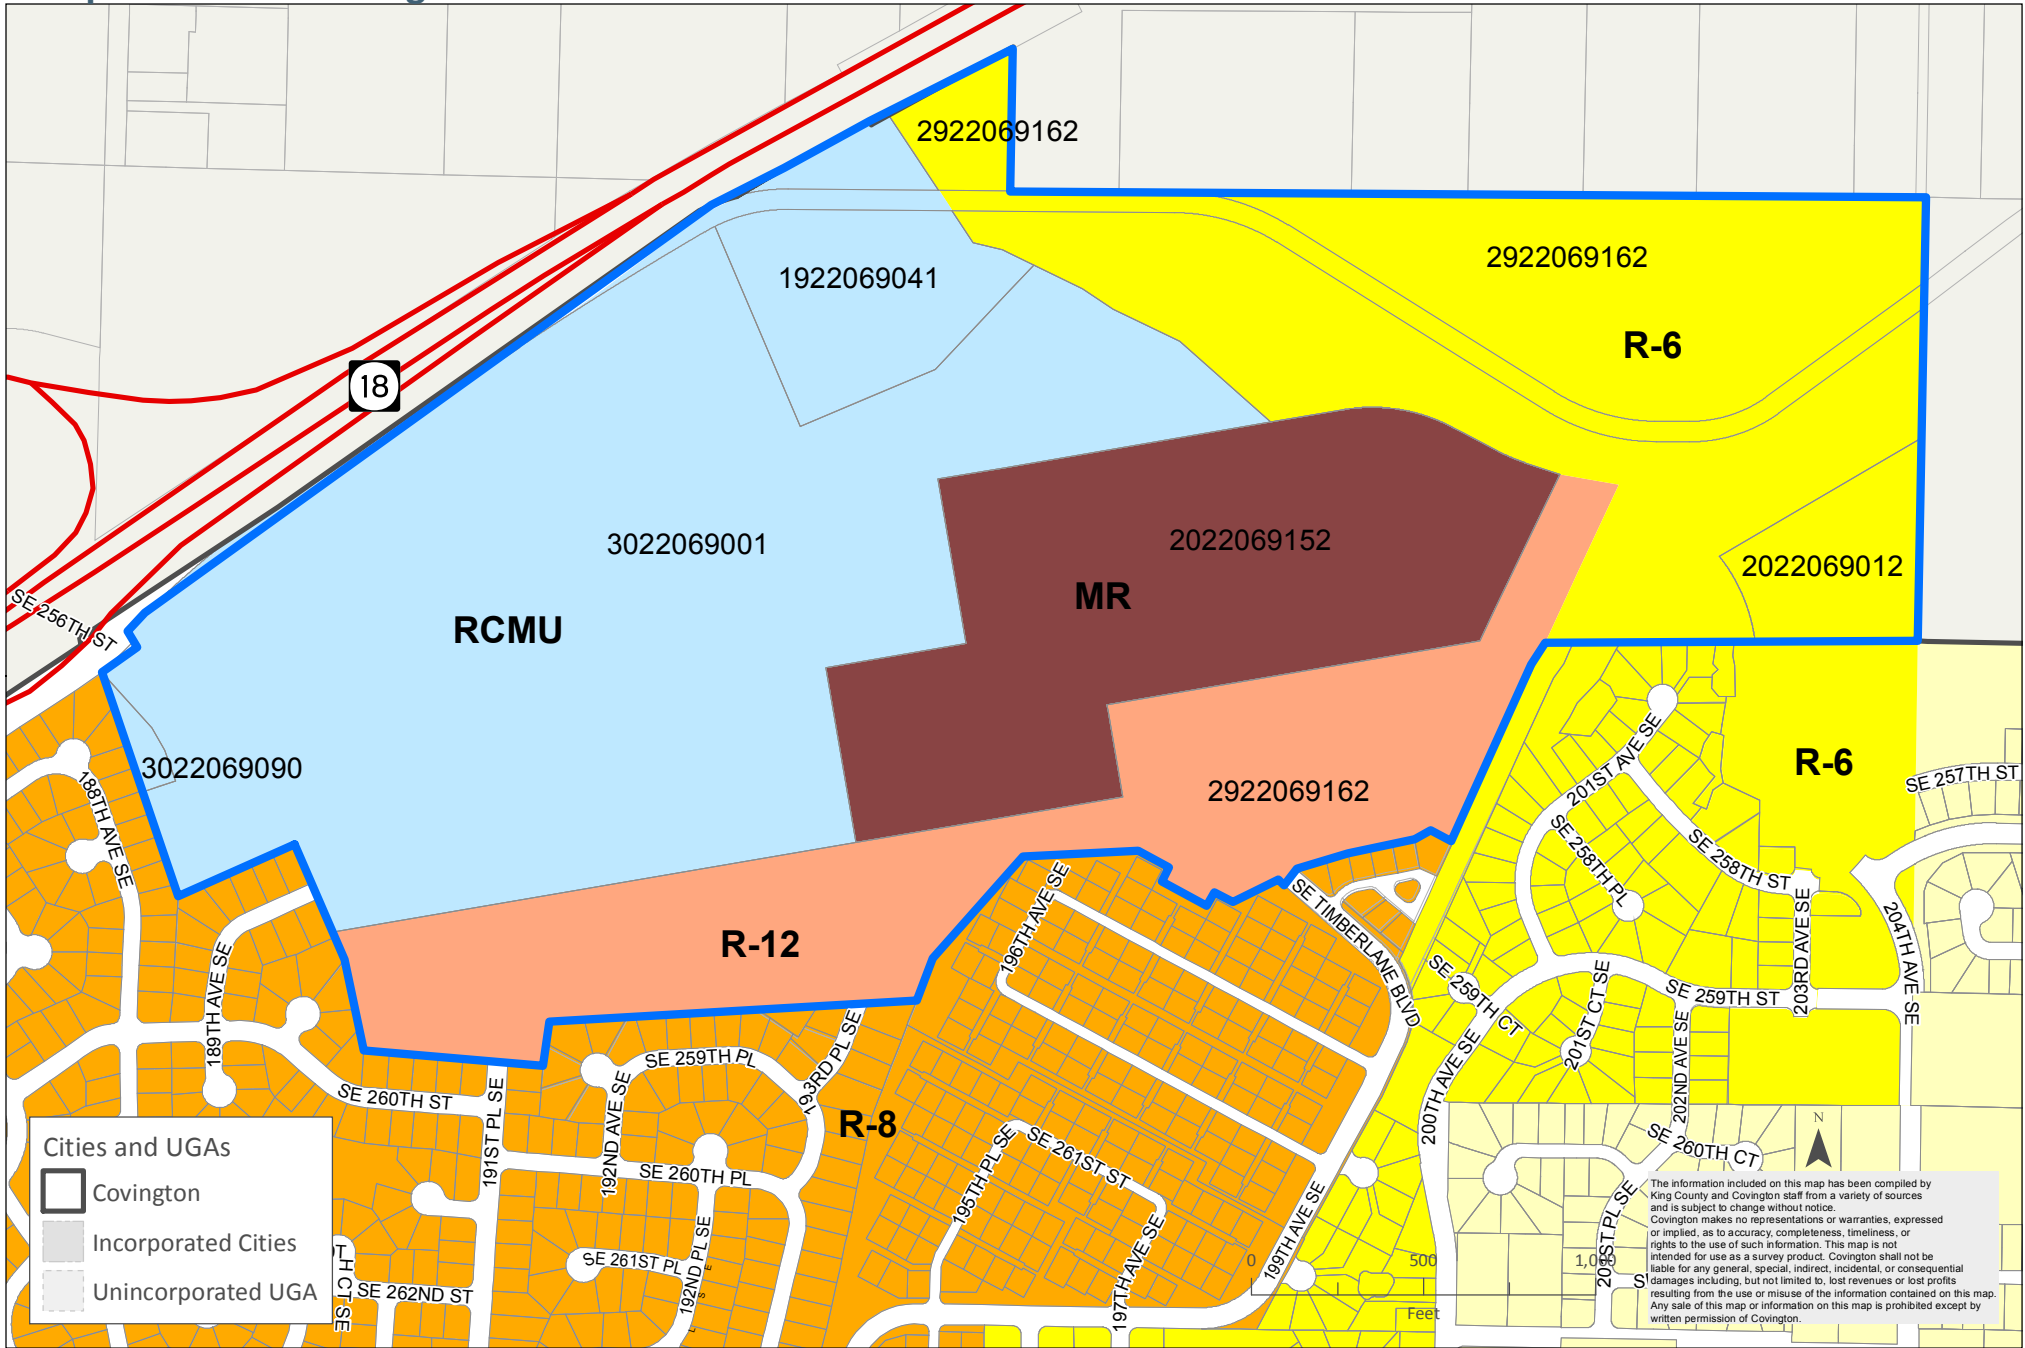 2922069162
2922069162
1922069041
R-6
18
3022069001
2022069152
2022069012
MR
SE 256TH ST
RCMU
3022069090
2922069162
R-6
SE 257TH ST
188TH AVE SE
201ST AVE SE
SE 258TH PL
SE 258TH ST
196TH AVE SE
SE TIMBERLANE BLVD
203RD AVE SE
204TH AVE SE
R-12
189TH AVE SE
SE 259TH CT
SE 259TH ST
201ST CT SE
SE 259TH PL
193RD PL SE
SE 260TH ST
192ND AVE SE
200TH AVE SE
202ND AVE SE
R-8
191ST PL SE
SE 260TH PL
195TH PL SE
SE 261ST ST
SE 260TH CT
N
201ST PL SE
192ND PL SE
SE 261ST PL
197TH AVE SE
199TH AVE SE
SE 262ND ST
TH CT SE
Cities and UGAs
Covington
Incorporated Cities
Unincorporated UGA
0 500 1,000
Feet
The information included on this map has been compiled by
King County and Covington staff from a variety of sources
and is subject to change without notice.
Covington makes no representations or warranties, expressed
or implied, as to accuracy, completeness, timeliness, or
rights to the use of such information. This map is not
intended for use as a survey product. Covington shall not be
liable for any general, special, indirect, incidental, or consequential
damages including, but not limited to, lost revenues or lost profits
resulting from the use or misuse of the information contained on this map.
Any sale of this map or information on this map is prohibited except by
written permission of Covington.